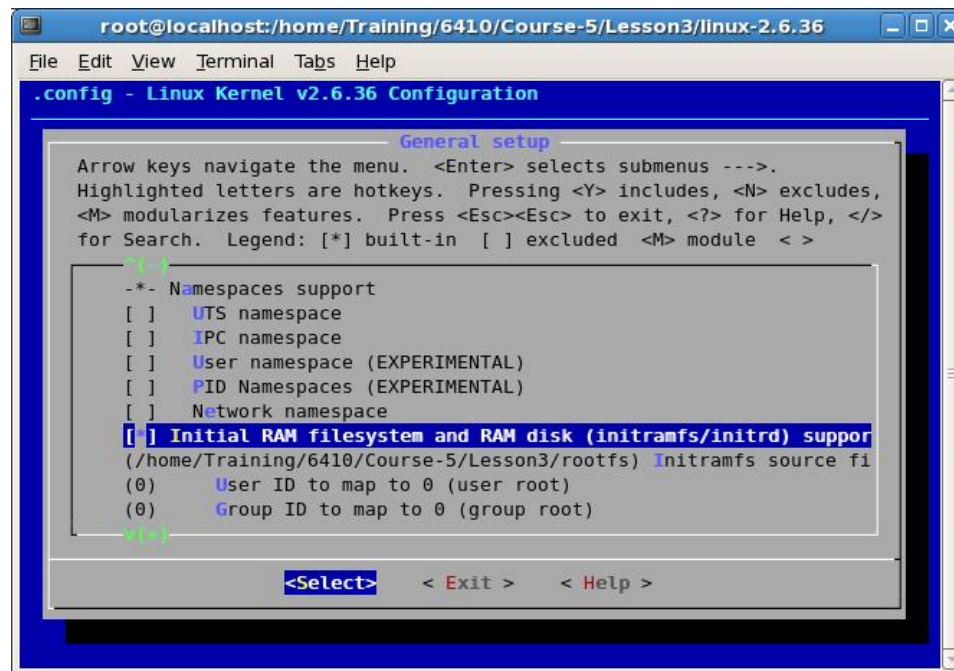 root@localhost:/home/Training/6410/Course-5/Lesson3/linux-2.6.36
File Edit View Terminal Tabs Help
.config - Linux Kernel v2.6.36 Configuration
General setup
Arrow keys navigate the menu. <Enter> selects submenus --->.
Highlighted letters are hotkeys. Pressing <Y> includes, <N> excludes,
<M> modularizes features. Press <Esc><Esc> to exit, <?> for Help, </>
for Search. Legend: [*] built-in [ ] excluded <M> module < >
^(-)
-*- Namespaces support
[ ] UTS namespace
[ ] IPC namespace
[ ] User namespace (EXPERIMENTAL)
[ ] PID Namespaces (EXPERIMENTAL)
[ ] Network namespace
[*] Initial RAM filesystem and RAM disk (initramfs/initrd) suppor
(/home/Training/6410/Course-5/Lesson3/rootfs) Initramfs source fi
(0) User ID to map to 0 (user root)
(0) Group ID to map to 0 (group root)
v(+)
<Select> < Exit > < Help >